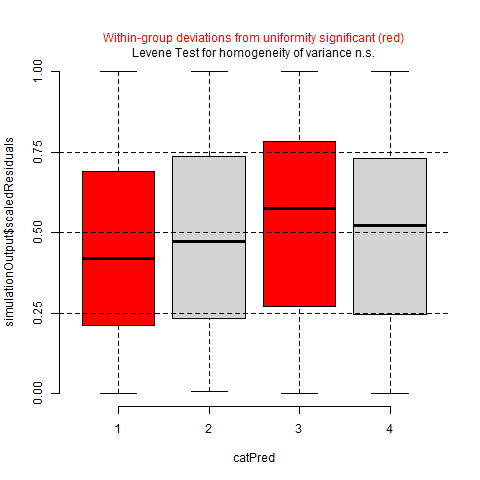 Within-group deviations from uniformity significant (red)
Levene Test for homogeneity of variance n.s.
1.00
0.75
0.50
0.25
0.00
simulationOutput$scaledResiduals
1 2 3 4
catPred